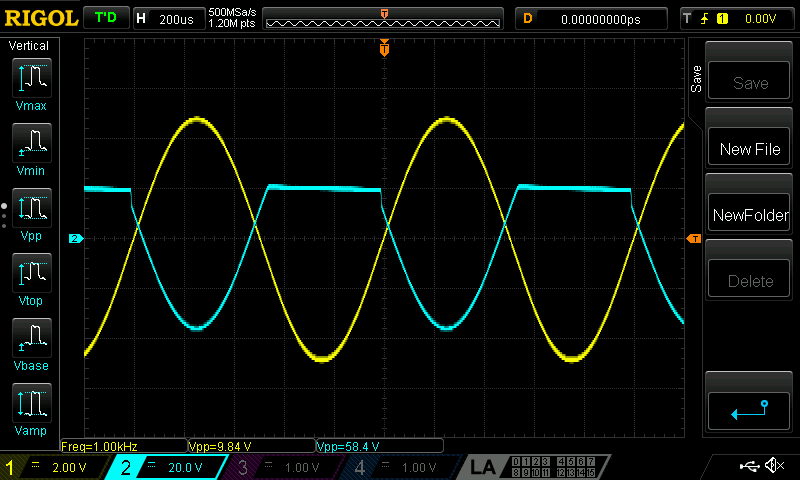 RIGOL T'D H 200us 500MSa/s 1.20M pts T D 0.00000000ps T 1 0.00V
Vertical
Vmax
Vmin
Vpp
Vtop
Vbase
Vamp
T
2
T
Save
Save
New File
NewFolder
Delete
Freq=1.00kHz Vpp=9.84 V Vpp=58.4 V
1 2.00 V 2 20.0 V 3 1.00 V 4 1.00 V LA 0 1 2 3 4 5 6 7
8 9 10 11 12 13 14 15